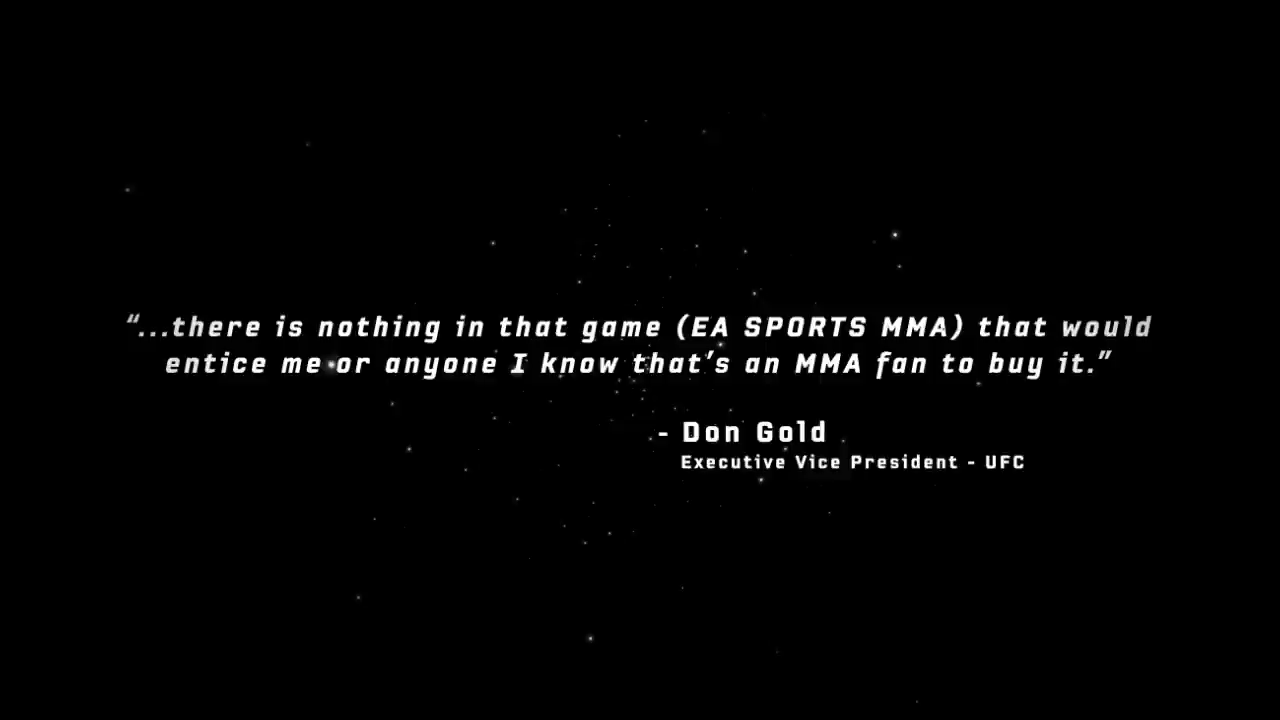 “...there is nothing in that game (EA SPORTS MMA) that would
entice me or anyone I know that’s an MMA fan to buy it.”
- Don Gold
Executive Vice President - UFC